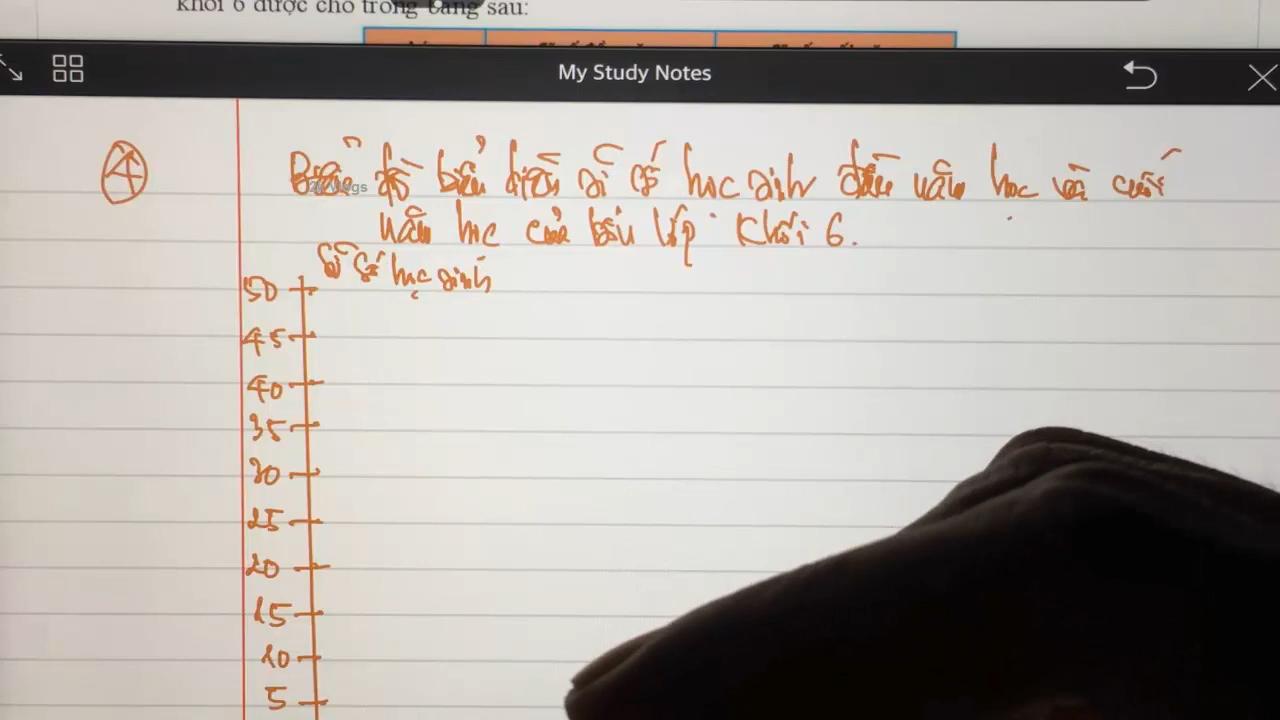 khối 6 được cho trong bảng sau:
My Study Notes
4
Biểu đồ biểu diễn sĩ số học sinh đầu năm học và cuối
năm học của bốn lớp khối 6.
Sĩ số học sinh
50
45
40
35
30
25
20
15
10
5